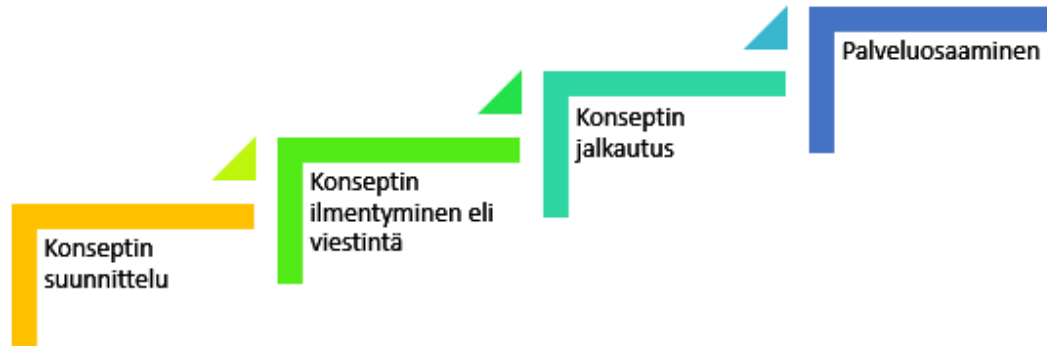 Konseptin
suunnittelu
Konseptin
ilmentyminen eli
viestintä
Konseptin
jalkautus
Palveluosaaminen